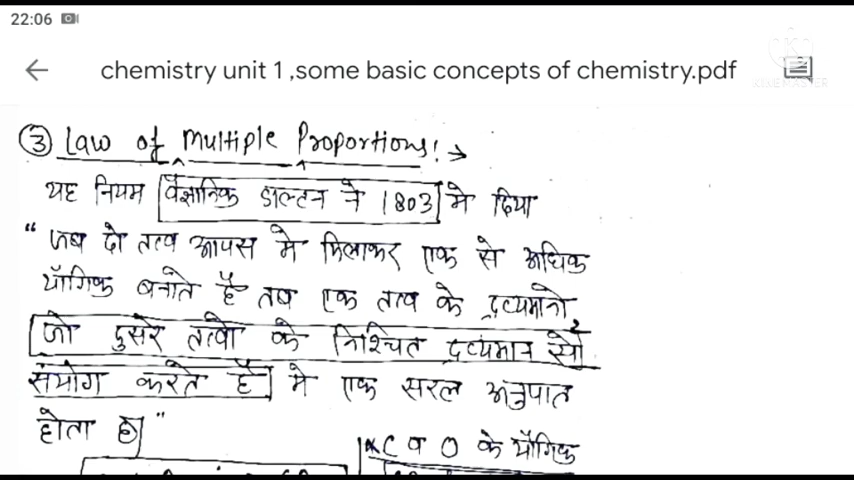 22:06
chemistry unit 1 ,some basic concepts of chemistry.pdf
KINEMASTER
③ Law of Multiple Proportions! →
यह नियम वैज्ञानिक डाल्टन ने 1803 मे दिया
“ जब दो तत्व आपस मे मिलाकर एक से अधिक
यौगिक बनाते है तब एक तत्व के द्रव्यमानो
जो दुसरे तत्वो के निश्चित द्रव्यमान से
संयोग करते है मे एक सरल अनुपात
होता है ”
*C व O के यौगिक